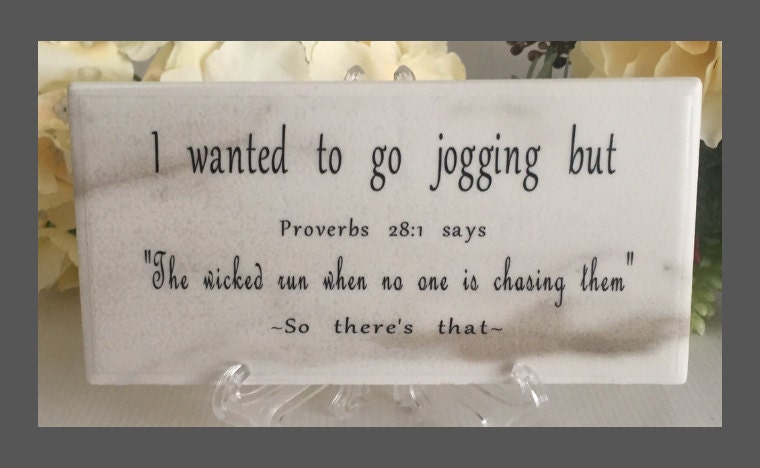 I wanted to go jogging but
Proverbs 28:1 says
"The wicked run when no one is chasing them"
~So there's that~